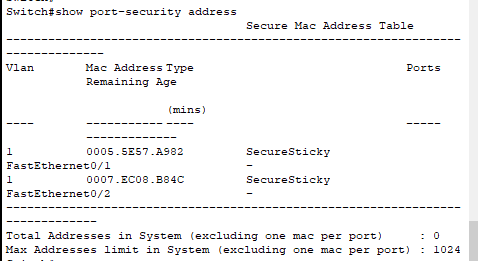 Switch#show port-security address
Secure Mac Address Table
-------------------------------------------------------------------
--------------
Vlan Mac Address Type Ports
Remaining Age
(mins)
---- ----------- ---- -----
-------------
1 0005.5E57.A982 SecureSticky
FastEthernet0/1 -
1 0007.EC08.B84C SecureSticky
FastEthernet0/2 -
-------------------------------------------------------------------
-------------
Total Addresses in System (excluding one mac per port) : 0
Max Addresses limit in System (excluding one mac per port) : 1024